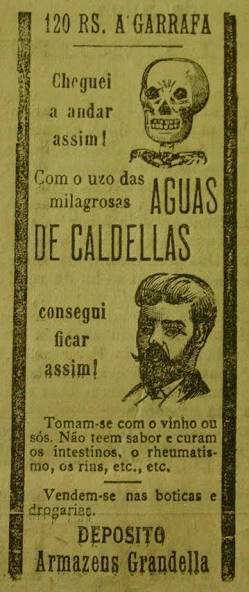 120 RS. A GARRAFA
Cheguei
a andar
assim!
Com o uzo das
milagrosas AGUAS
DE CALDELLAS
consegui
ficar
assim!
Tomam-se com o vinho ou
sós. Não teem sabor e curam
os intestinos, o rheumatis-
mo, os rins, etc., etc.
Vendem-se nas boticas e
drogarias.
DEPOSITO
Armazens Grandella